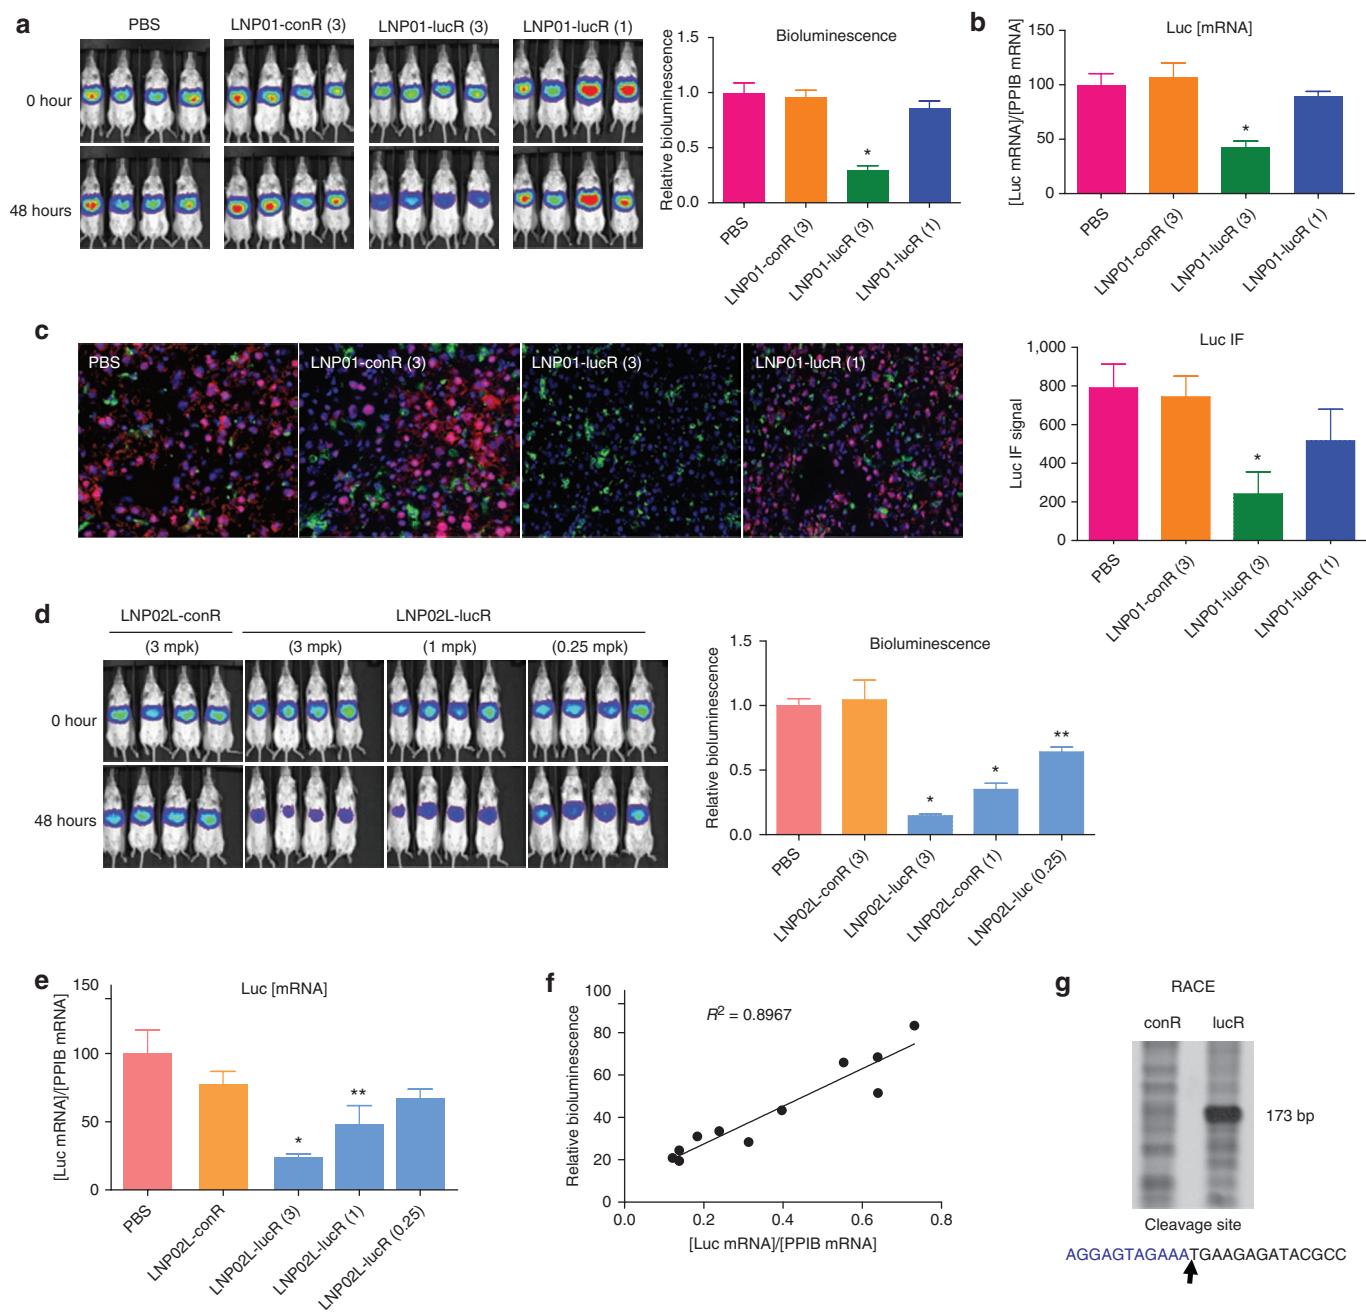 a
PBS
LNP01-conR (3)
LNP01-lucR (3)
LNP01-lucR (1)
0 hour
48 hours
Bioluminescence
Relative bioluminescence
1.5
1.0
0.5
0.0
*
PBS
LNP01-conR (3)
LNP01-lucR (3)
LNP01-lucR (1)
b
Luc [mRNA]
[Luc mRNA]/[PPIB mRNA]
150
100
50
0
*
PBS
LNP01-conR (3)
LNP01-lucR (3)
LNP01-lucR (1)
c
PBS
LNP01-conR (3)
LNP01-lucR (3)
LNP01-lucR (1)
Luc IF
Luc IF signal
1,000
800
600
400
200
0
*
PBS
LNP01-conR (3)
LNP01-lucR (3)
LNP01-lucR (1)
d
LNP02L-conR
LNP02L-lucR
(3 mpk)
(3 mpk)
(1 mpk)
(0.25 mpk)
0 hour
48 hours
Bioluminescence
Relative bioluminescence
1.5
1.0
0.5
0.0
*
*
**
PBS
LNP02L-conR (3)
LNP02L-lucR (3)
LNP02L-conR (1)
LNP02L-luc (0.25)
e
Luc [mRNA]
[Luc mRNA]/[PPIB mRNA]
150
100
50
0
*
**
PBS
LNP02L-conR
LNP02L-lucR (3)
LNP02L-lucR (1)
LNP02L-lucR (0.25)
f
R² = 0.8967
Relative bioluminescence
100
80
60
40
20
0
0.0
0.2
0.4
0.6
0.8
[Luc mRNA]/[PPIB mRNA]
g
RACE
conR
lucR
173 bp
Cleavage site
AGGAGTAGAAATGAAGAGATACGCC